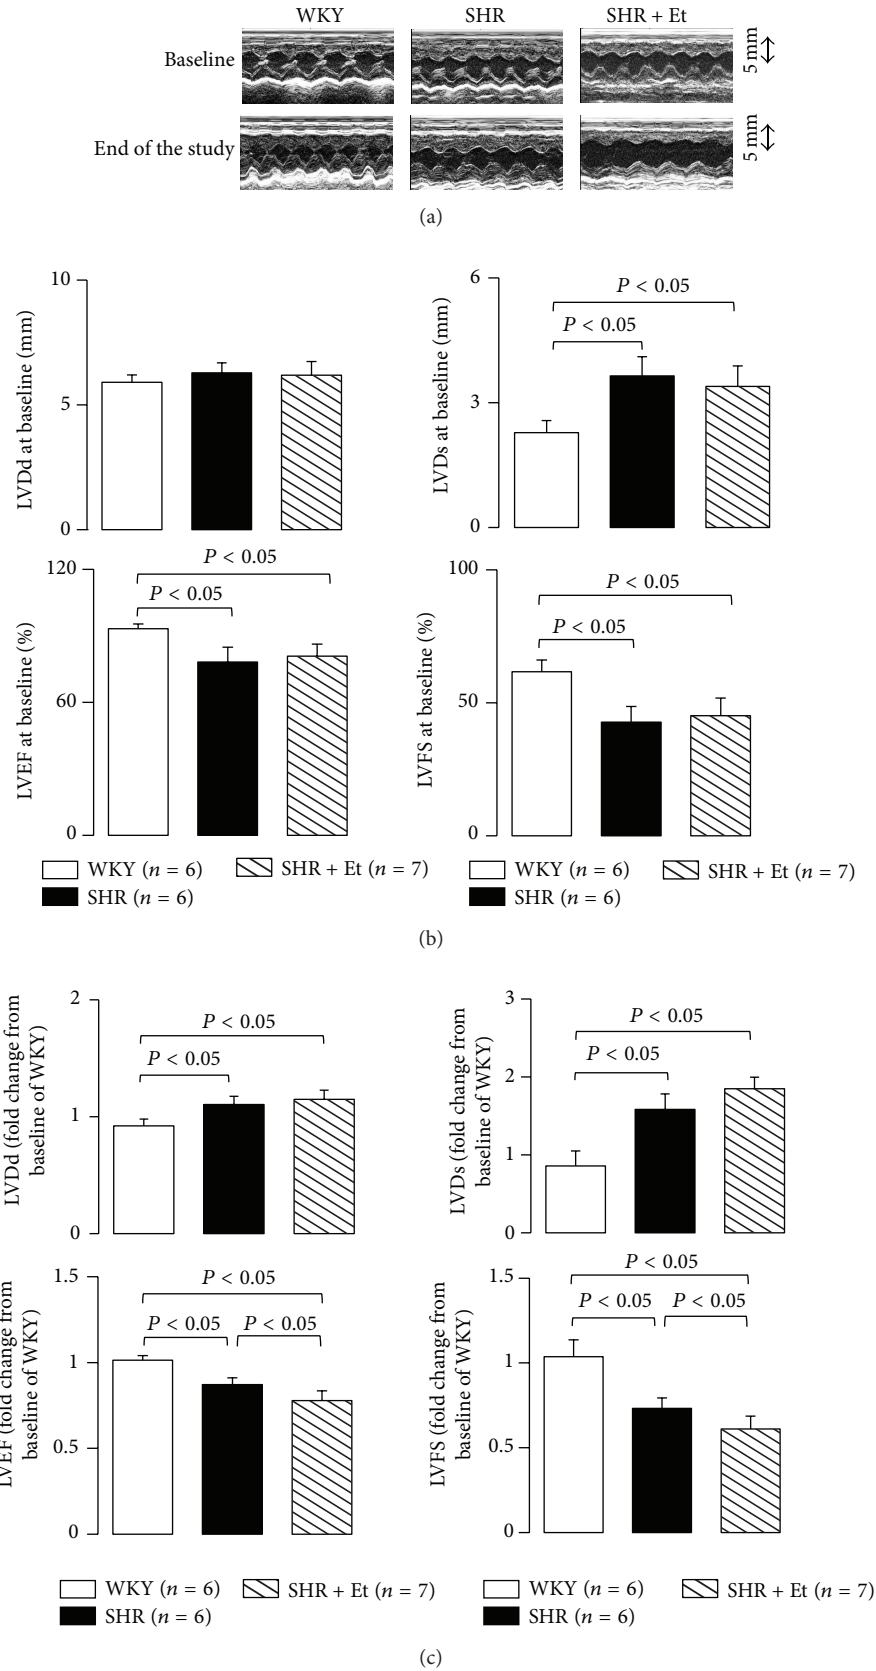 WKY SHR SHR + Et
Baseline
5 mm
End of the study
5 mm
(a)
10
5
0
LVDd at baseline (mm)
6
3
0
LVDs at baseline (mm)
P < 0.05
P < 0.05
120
60
0
LVEF at baseline (%)
P < 0.05
P < 0.05
100
50
0
LVFS at baseline (%)
P < 0.05
P < 0.05
WKY (n = 6) SHR + Et (n = 7)
SHR (n = 6)
WKY (n = 6) SHR + Et (n = 7)
SHR (n = 6)
(b)
2
1
0
LVDd (fold change from
baseline of WKY)
P < 0.05
P < 0.05
3
2
1
0
LVDs (fold change from
baseline of WKY)
P < 0.05
P < 0.05
1.5
1
0.5
0
LVEF (fold change from
baseline of WKY)
P < 0.05
P < 0.05 P < 0.05
1.5
1
0.5
0
LVFS (fold change from
baseline of WKY)
P < 0.05
P < 0.05 P < 0.05
WKY (n = 6) SHR + Et (n = 7)
SHR (n = 6)
WKY (n = 6) SHR + Et (n = 7)
SHR (n = 6)
(c)